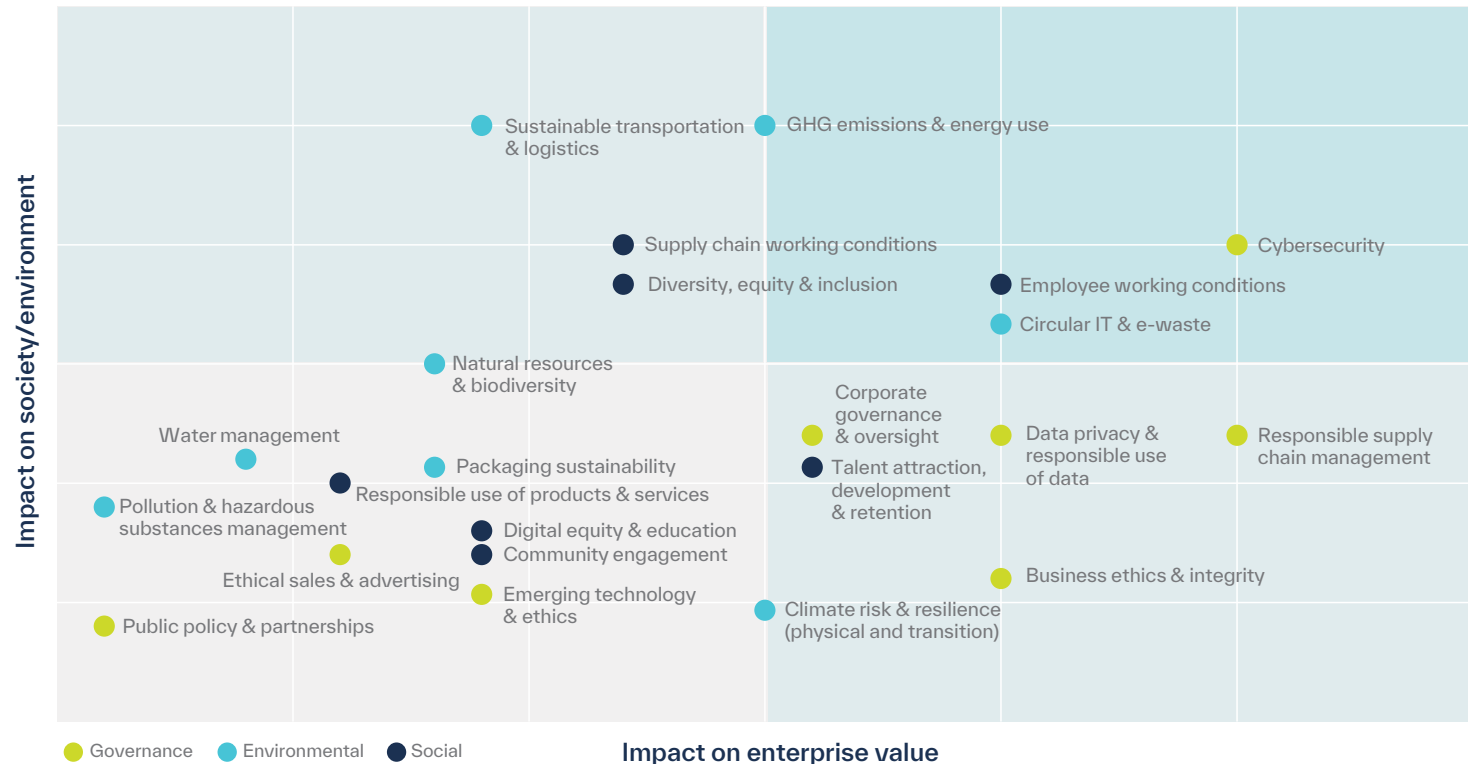 Impact on society/environment
Sustainable transportation
& logistics
GHG emissions & energy use
Supply chain working conditions
Cybersecurity
Diversity, equity & inclusion
Employee working conditions
Circular IT & e-waste
Natural resources
& biodiversity
Corporate
governance
& oversight
Water management
Data privacy &
responsible use
of data
Responsible supply
chain management
Packaging sustainability
Talent attraction,
development
& retention
Responsible use of products & services
Pollution & hazardous
substances management
Digital equity & education
Community engagement
Ethical sales & advertising
Business ethics & integrity
Emerging technology
& ethics
Climate risk & resilience
(physical and transition)
Public policy & partnerships
Governance
Environmental
Social
Impact on enterprise value